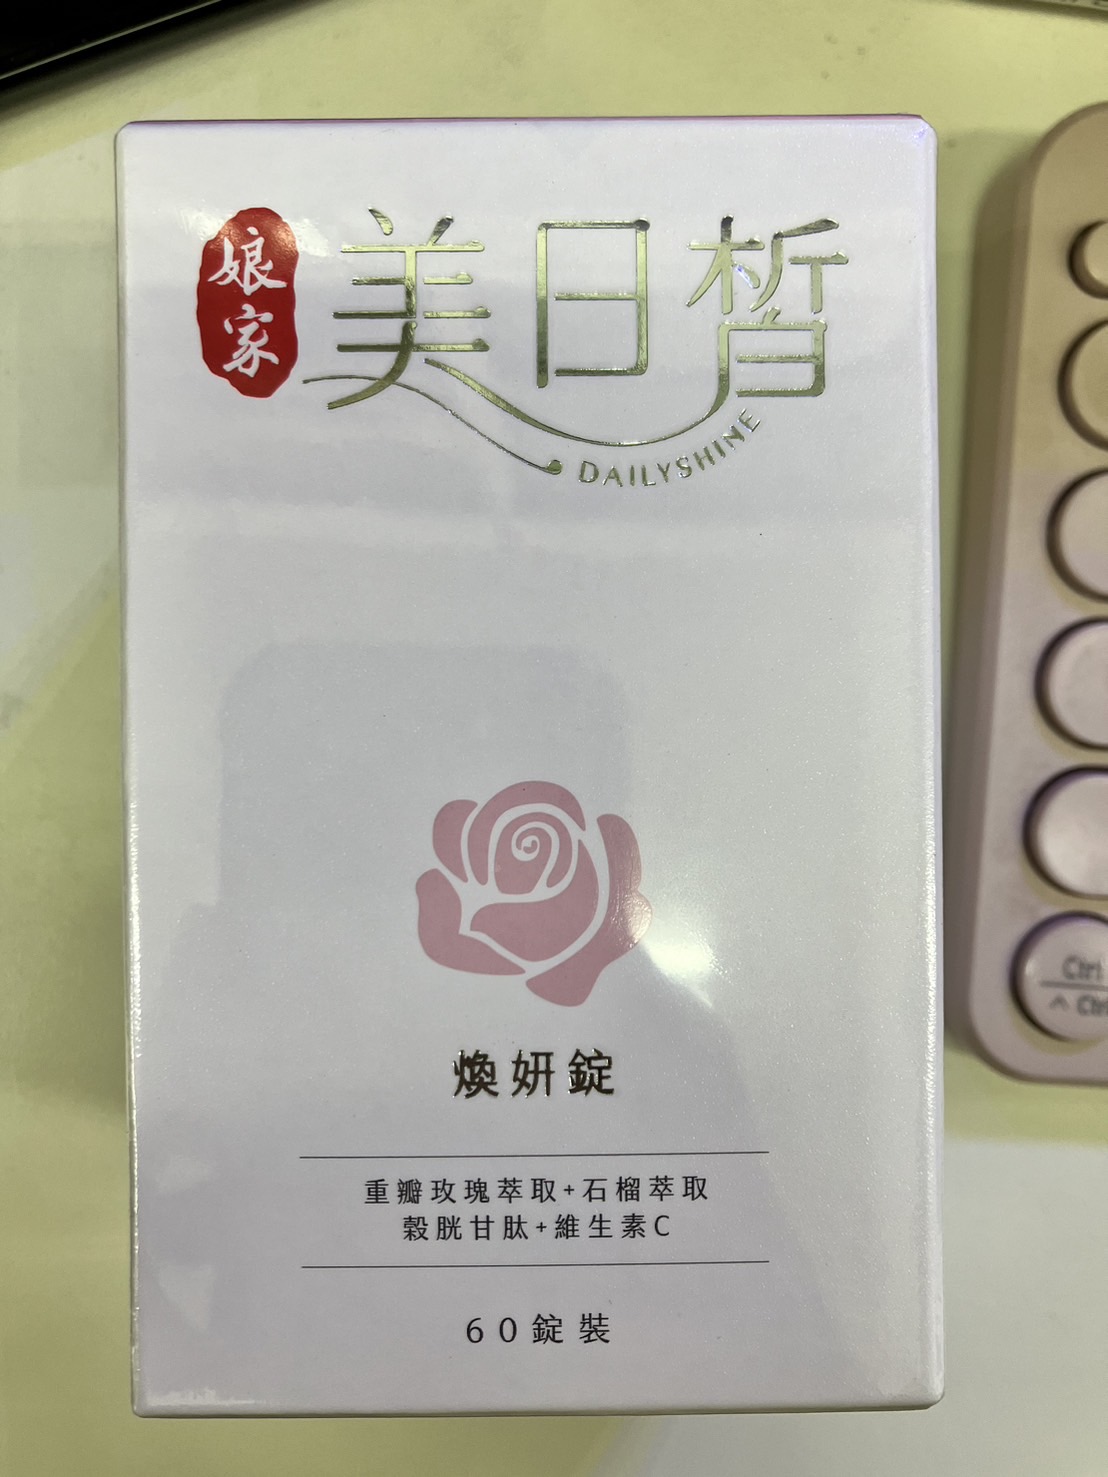 娘家
美日皙
DAILYSHINE
煥妍錠
重瓣玫瑰萃取+石榴萃取
穀胱甘肽+維生素C
60錠裝
Ctrl